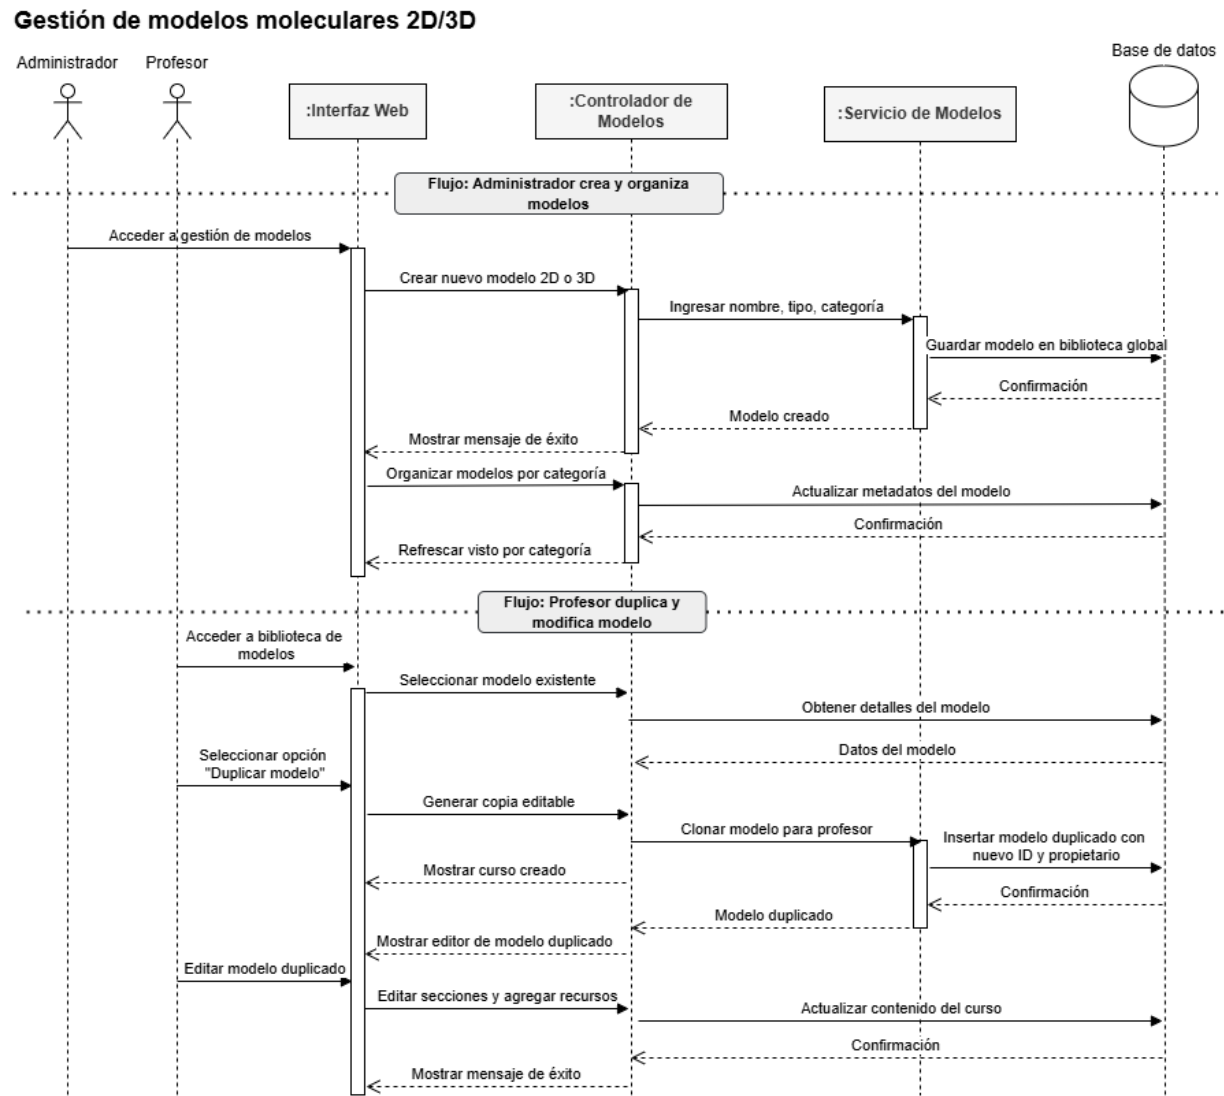 Gestión de modelos moleculares 2D/3D
Administrador
Profesor
Base de datos
:Interfaz Web
:Controlador de
Modelos
:Servicio de Modelos
Flujo: Administrador crea y organiza
modelos
Acceder a gestión de modelos
Crear nuevo modelo 2D o 3D
Ingresar nombre, tipo, categoría
Guardar modelo en biblioteca global
Confirmación
Modelo creado
Mostrar mensaje de éxito
Organizar modelos por categoría
Actualizar metadatos del modelo
Confirmación
Refrescar visto por categoría
Flujo: Profesor duplica y
modifica modelo
Acceder a biblioteca de
modelos
Seleccionar modelo existente
Obtener detalles del modelo
Datos del modelo
Seleccionar opción
"Duplicar modelo"
Generar copia editable
Clonar modelo para profesor
Insertar modelo duplicado con
nuevo ID y propietario
Mostrar curso creado
Confirmación
Modelo duplicado
Mostrar editor de modelo duplicado
Editar modelo duplicado
Editar secciones y agregar recursos
Actualizar contenido del curso
Confirmación
Mostrar mensaje de éxito